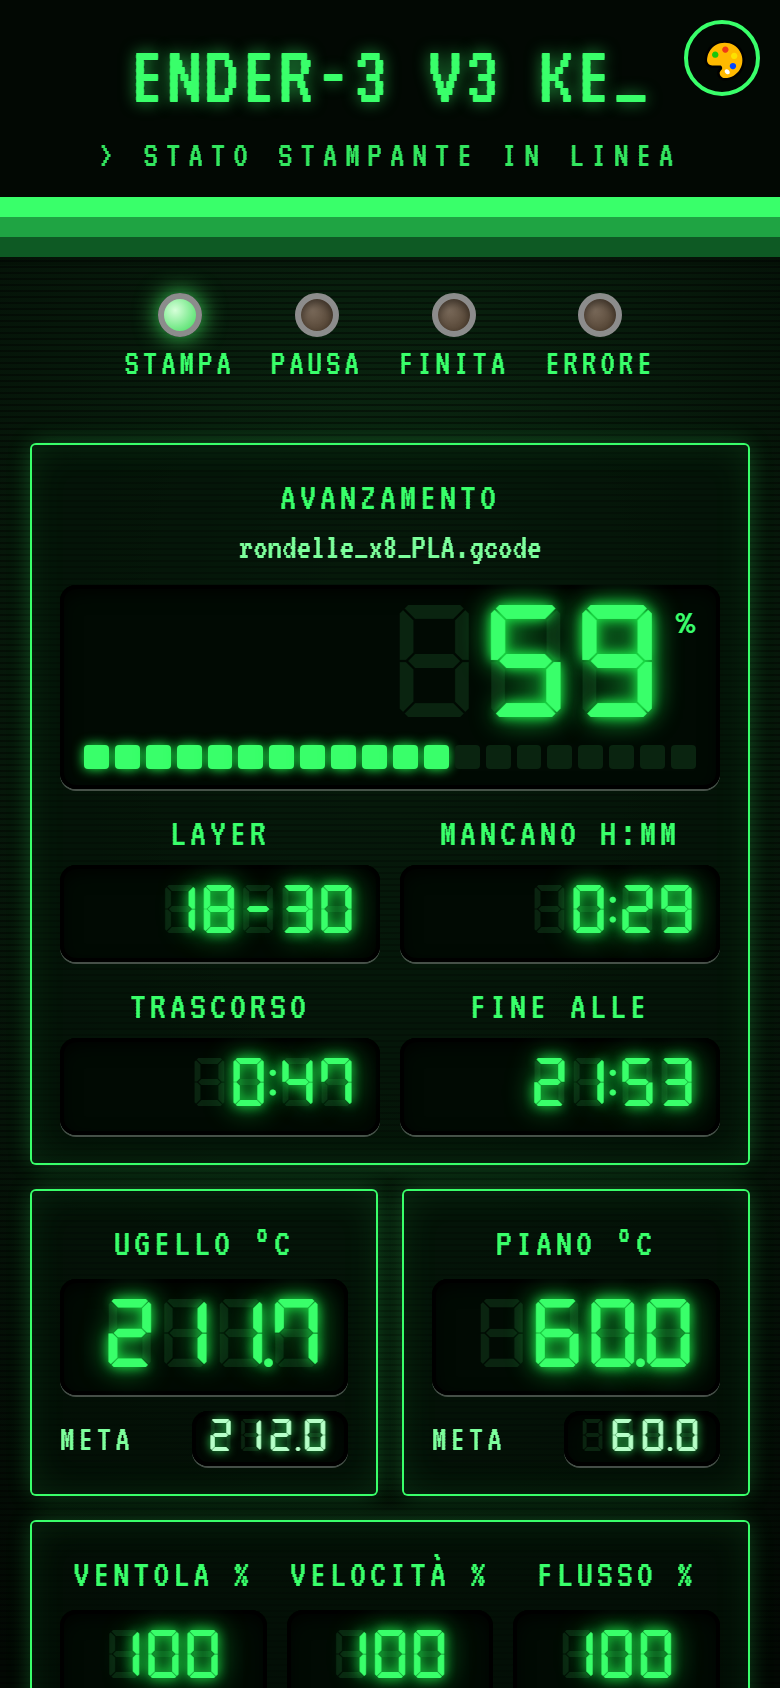 ENDER-3 V3 KE_
> STATO STAMPANTE IN LINEA
STAMPA PAUSA FINITA ERRORE
AVANZAMENTO
rondelle_x8_PLA.gcode
59 %
LAYER MANCANO H:MM
18-30 0:29
TRASCORSO FINE ALLE
0:47 21:53
UGELLO °C PIANO °C
211.7 60.0
META 212.0 META 60.0
VENTOLA % VELOCITÀ % FLUSSO %
100 100 100